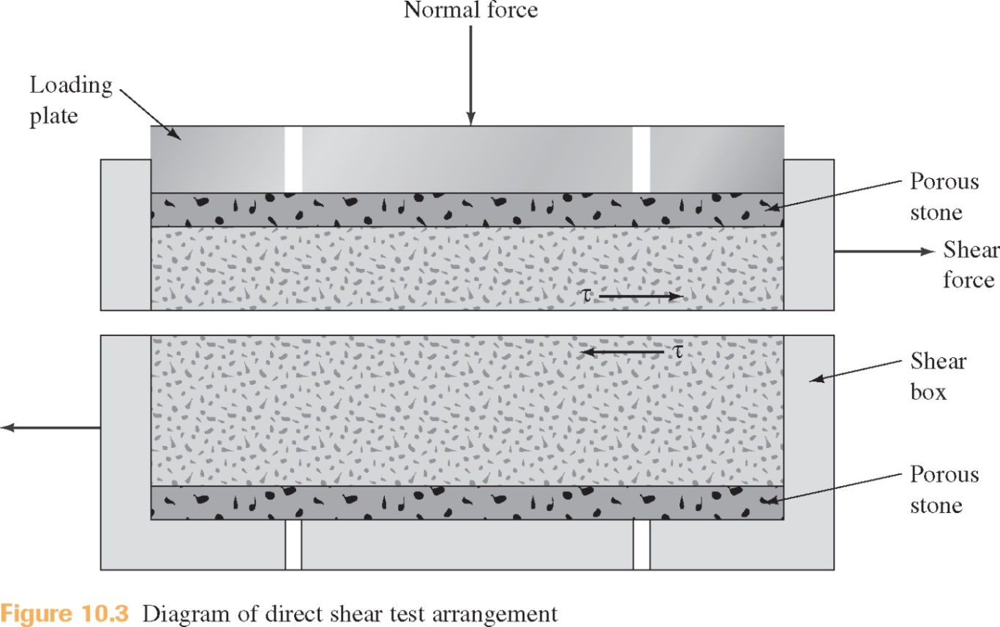 Normal force
Loading
plate
Porous
stone
Shear
force
τ
τ
Shear
box
Porous
stone
Figure 10.3 Diagram of direct shear test arrangement